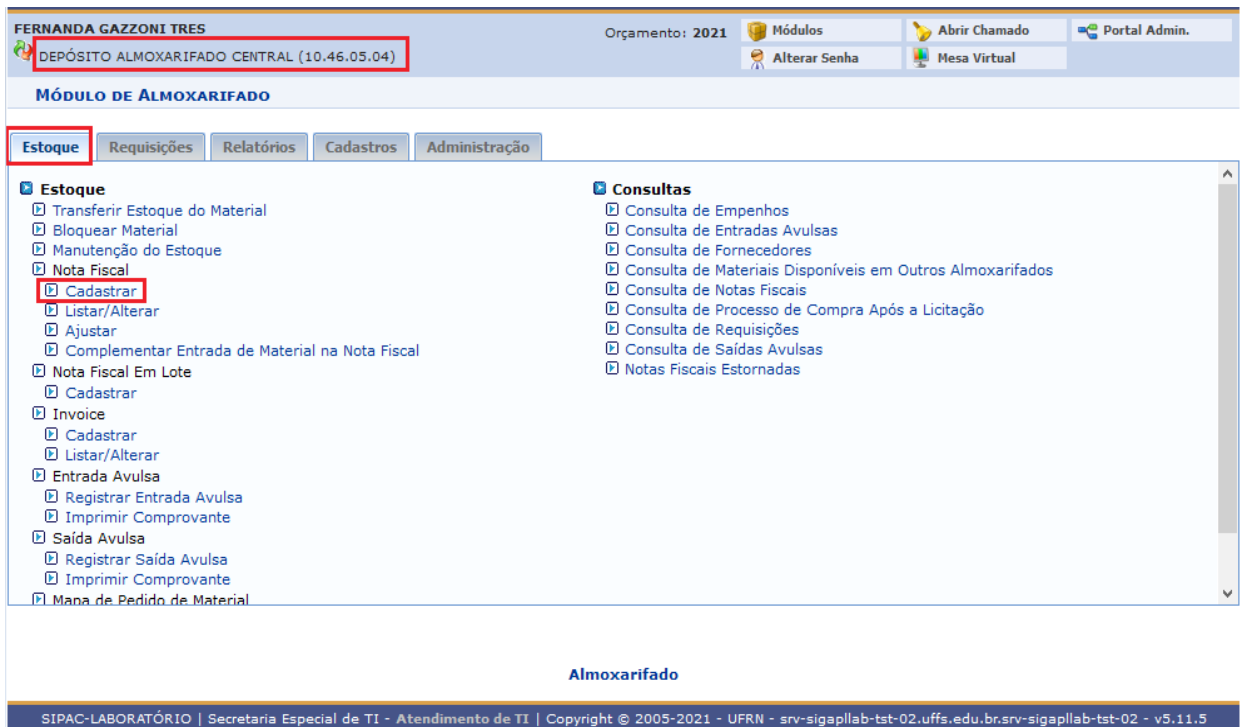 FERNANDA GAZZONI TRES
Orçamento: 2021
Módulos
Abrir Chamado
Portal Admin.
DEPÓSITO ALMOXARIFADO CENTRAL (10.46.05.04)
Alterar Senha
Mesa Virtual
MÓDULO DE ALMOXARIFADO
Estoque
Requisições
Relatórios
Cadastros
Administração
Estoque
Transferir Estoque do Material
Bloquear Material
Manutenção do Estoque
Nota Fiscal
Cadastrar
Listar/Alterar
Ajustar
Complementar Entrada de Material na Nota Fiscal
Nota Fiscal Em Lote
Cadastrar
Invoice
Cadastrar
Listar/Alterar
Entrada Avulsa
Registrar Entrada Avulsa
Imprimir Comprovante
Saída Avulsa
Registrar Saída Avulsa
Imprimir Comprovante
Mapa de Pedido de Material
Consultas
Consulta de Empenhos
Consulta de Entradas Avulsas
Consulta de Fornecedores
Consulta de Materiais Disponíveis em Outros Almoxarifados
Consulta de Notas Fiscais
Consulta de Processo de Compra Após a Licitação
Consulta de Requisições
Consulta de Saídas Avulsas
Notas Fiscais Estornadas
Almoxarifado
SIPAC-LABORATÓRIO | Secretaria Especial de TI - Atendimento de TI | Copyright © 2005-2021 - UFRN - srv-sigapllab-tst-02.uffs.edu.br.srv-sigapllab-tst-02 - v5.11.5